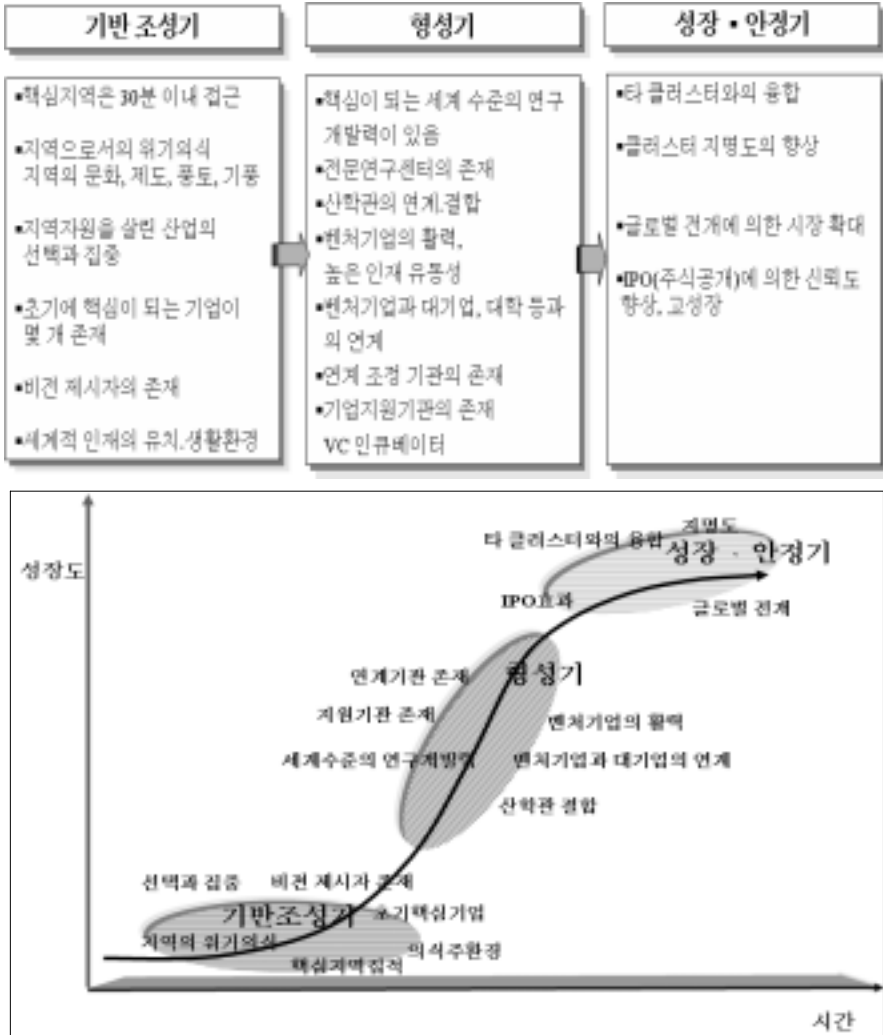 기반 조성기
▪핵심지역은 30분 이내 접근
▪지역으로서의 위기의식
지역의 문화, 제도, 풍토, 기풍
▪지역자원을 살린 산업의
선택과 집중
▪초기에 핵심이 되는 기업이
몇 개 존재
▪비전 제시자의 존재
▪세계적 인재의 유치.생활환경
형성기
▪핵심이 되는 세계 수준의 연구
개발력이 있음
▪전문연구센터의 존재
▪산학관의 연계.결합
▪벤처기업의 활력,
높은 인재 유통성
▪벤처기업과 대기업, 대학 등과
의 연계
▪연계 조정 기관의 존재
▪기업지원기관의 존재
VC 인큐베이터
성장 ▪ 안정기
▪타 클러스터와의 융합
▪클러스터 지명도의 향상
▪글로벌 전개에 의한 시장 확대
▪IPO(주식공개)에 의한 신뢰도
향상, 고성장
성장도
지명도
타 클러스터와의 융합
성장 · 안정기
IPO효과
글로벌 전개
연계기관 존재
형성기
지원기관 존재
벤처기업의 활력
세계수준의 연구개발력
벤처기업과 대기업의 연계
산학관 결합
선택과 집중
비전 제시자 존재
기반조성기
초기핵심기업
지역의 위기의식
의식주환경
핵심지역집적
시간